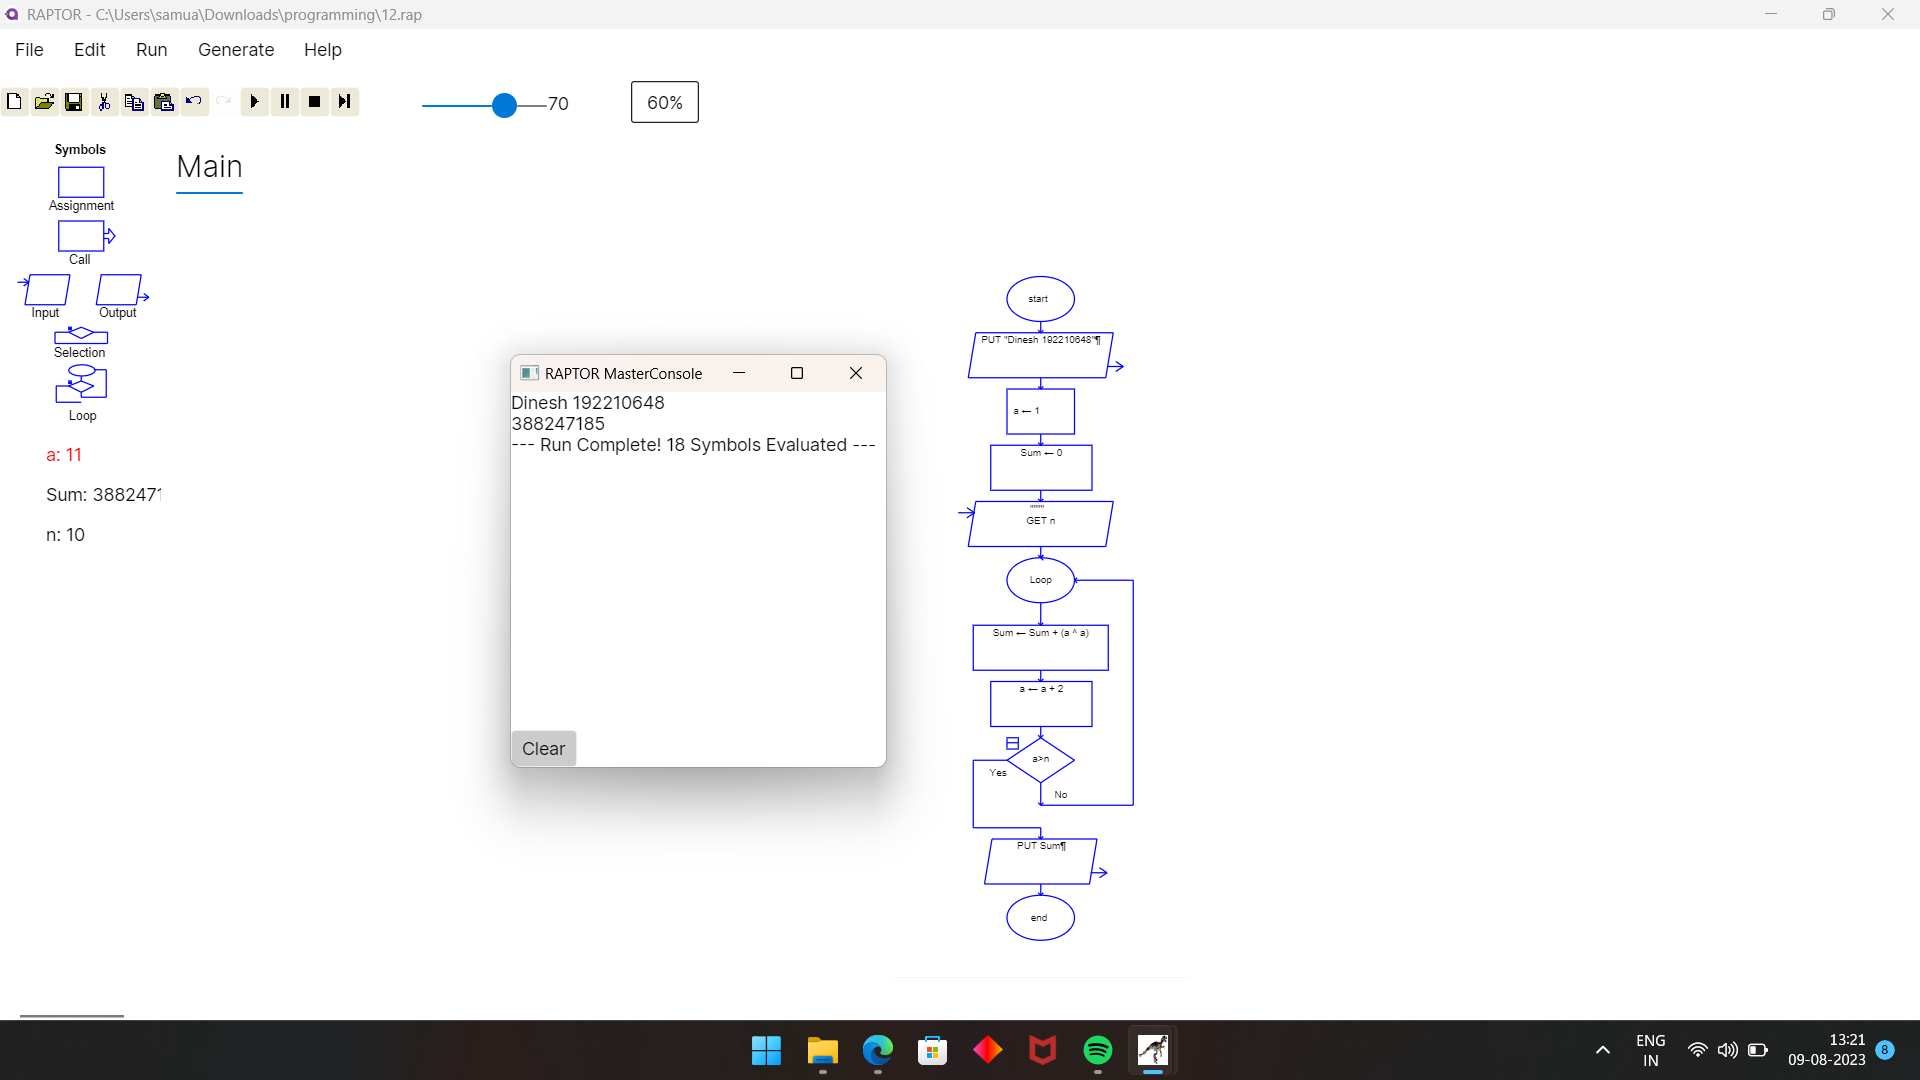 RAPTOR - C:\Users\samua\Downloads\programming\12.rap
File Edit Run Generate Help
70
60%
Symbols
Assignment
Call
Input Output
Selection
Loop
a: 11
Sum: 3882471
n: 10
Main
RAPTOR MasterConsole
Dinesh 192210648
388247185
--- Run Complete! 18 Symbols Evaluated ---
Clear
start
PUT "Dinesh 192210648"¶
a ← 1
Sum ← 0
""""
GET n
Loop
Sum ← Sum + (a ^ a)
a ← a + 2
a>n
Yes
No
PUT Sum¶
end
ENG
IN
13:21
09-08-2023
8